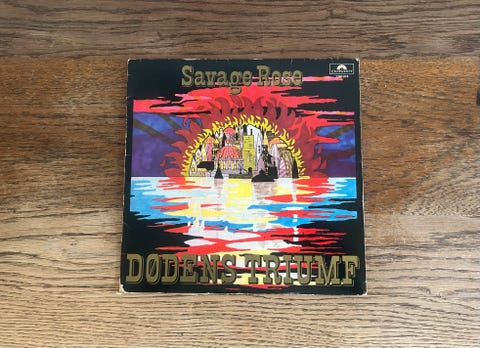 Savage Rose
DØDENS TRIUMF